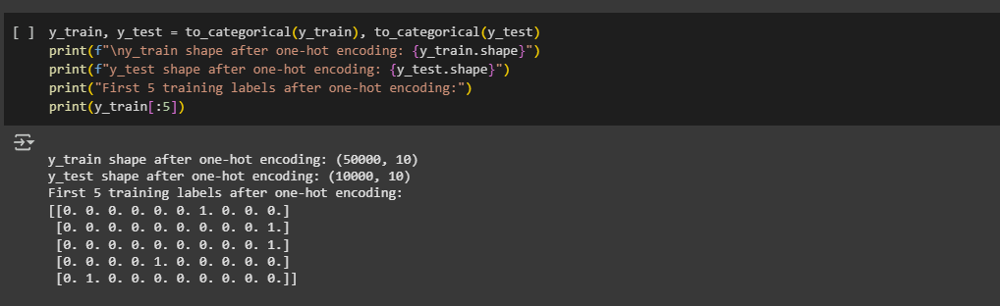 [ ] y_train, y_test = to_categorical(y_train), to_categorical(y_test)
print(f"\ny_train shape after one-hot encoding: {y_train.shape}")
print(f"y_test shape after one-hot encoding: {y_test.shape}")
print("First 5 training labels after one-hot encoding:")
print(y_train[:5])
y_train shape after one-hot encoding: (50000, 10)
y_test shape after one-hot encoding: (10000, 10)
First 5 training labels after one-hot encoding:
[[0. 0. 0. 0. 0. 0. 1. 0. 0. 0.]
[0. 0. 0. 0. 0. 0. 0. 0. 0. 1.]
[0. 0. 0. 0. 0. 0. 0. 0. 0. 1.]
[0. 0. 0. 0. 1. 0. 0. 0. 0. 0.]
[0. 1. 0. 0. 0. 0. 0. 0. 0. 0.]]